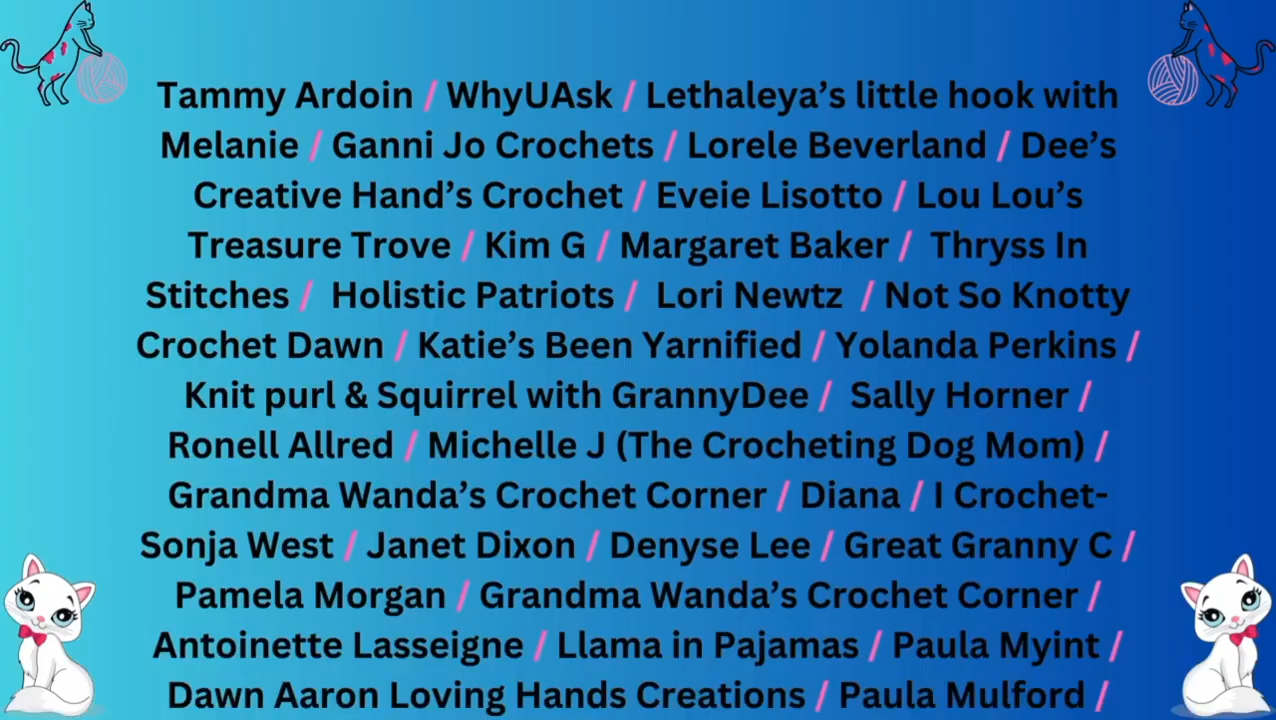 Tammy Ardoin / WhyUAsk / Lethaleya's little hook with
Melanie / Ganni Jo Crochets / Lorele Beverland / Dee's
Creative Hand's Crochet / Eveie Lisotto / Lou Lou's
Treasure Trove / Kim G / Margaret Baker / Thryss In
Stitches / Holistic Patriots / Lori Newtz / Not So Knotty
Crochet Dawn / Katie's Been Yarnified / Yolanda Perkins /
Knit purl & Squirrel with GrannyDee / Sally Horner /
Ronell Allred / Michelle J (The Crocheting Dog Mom) /
Grandma Wanda's Crochet Corner / Diana / I Crochet-
Sonja West / Janet Dixon / Denyse Lee / Great Granny C /
Pamela Morgan / Grandma Wanda's Crochet Corner /
Antoinette Lasseigne / Llama in Pajamas / Paula Myint /
Dawn Aaron Loving Hands Creations / Paula Mulford /